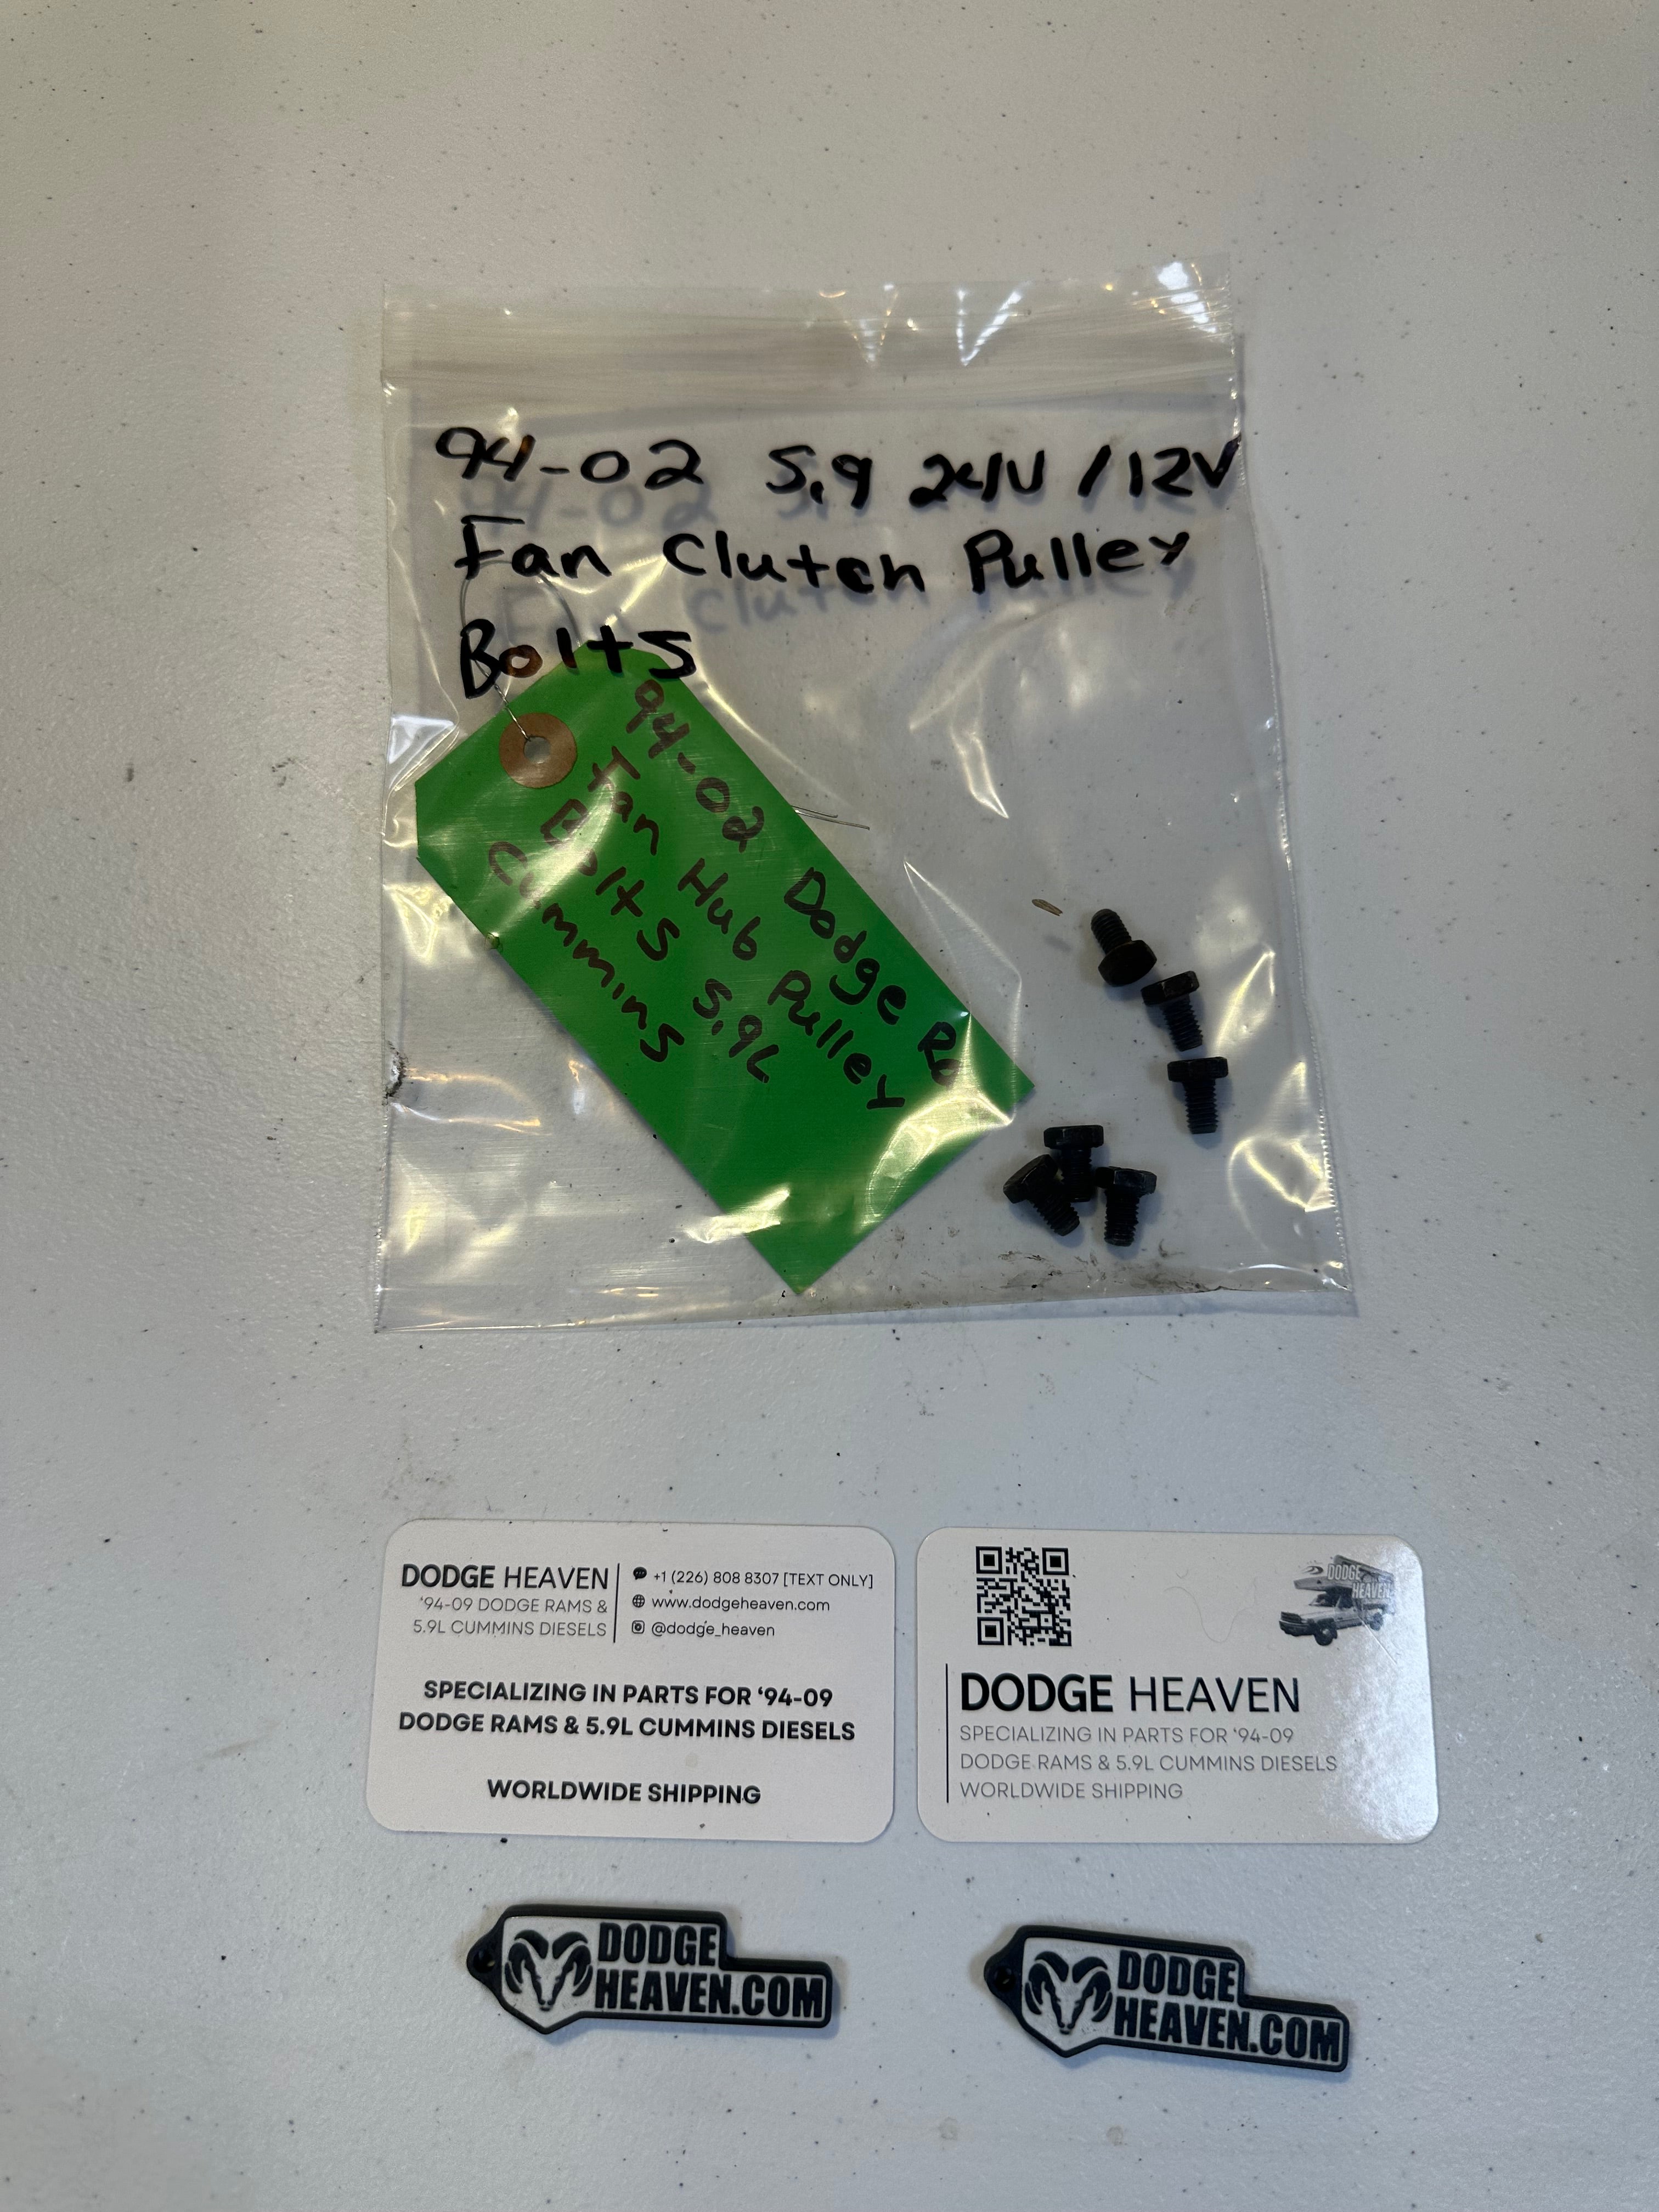 94-02 5.9 24V / 12V
Fan Clutch Pulley
Bolts
94-02 Dodge
Fan Hub Pulley
Bolts 5.9L
Cummins
DODGE HEAVEN
'94-09 DODGE RAMS &
5.9L CUMMINS DIESELS
+1 (226) 808 8307 [TEXT ONLY]
www.dodgeheaven.com
@dodge_heaven
SPECIALIZING IN PARTS FOR '94-09
DODGE RAMS & 5.9L CUMMINS DIESELS
WORLDWIDE SHIPPING
DODGE
HEAVEN
DODGE HEAVEN
SPECIALIZING IN PARTS FOR '94-09
DODGE RAMS & 5.9L CUMMINS DIESELS
WORLDWIDE SHIPPING
DODGE
HEAVEN.COM
DODGE
HEAVEN.COM